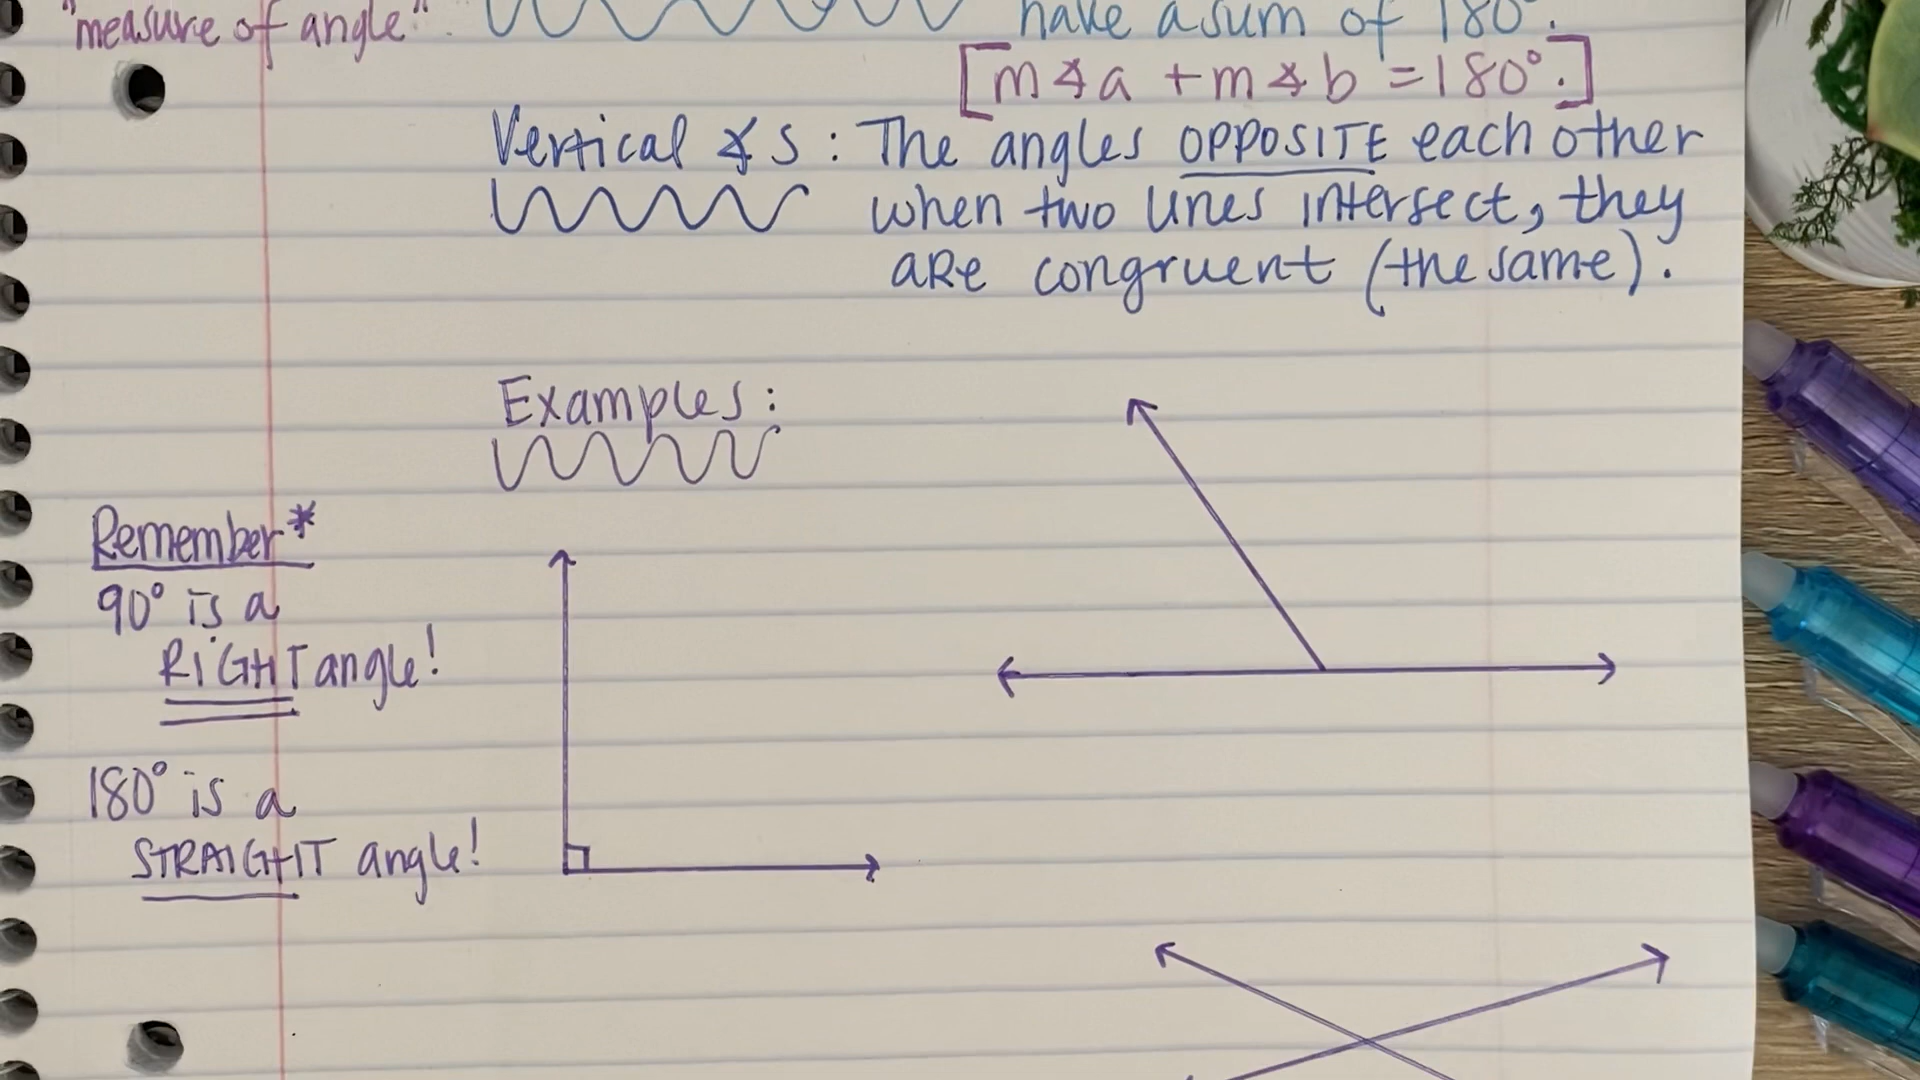 "measure of angle".
have a sum of 180°.
[m∡a + m∡b = 180°.]
Vertical ∡s: The angles OPPOSITE each other
when two lines intersect, they
are congruent (the same).
Examples:
Remember*
90° is a
RIGHT angle!
180° is a
STRAIGHT angle!